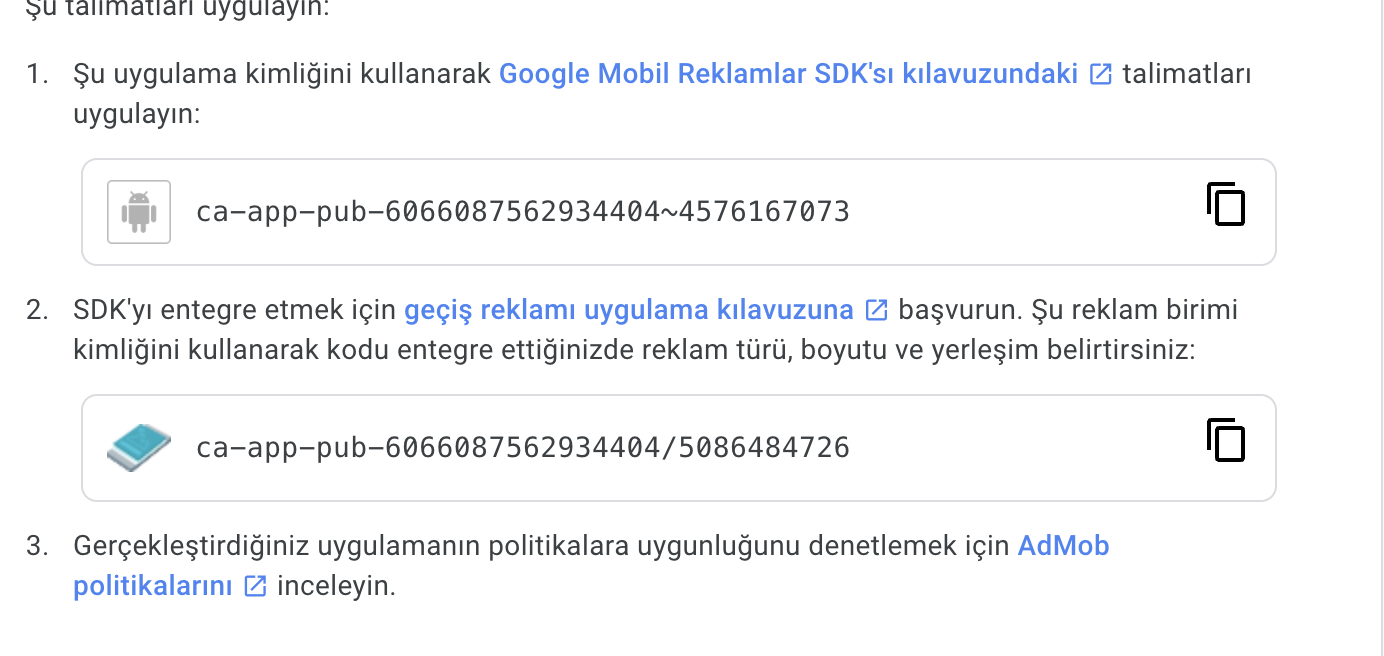 Şu talimatları uygulayın:
1. Şu uygulama kimliğini kullanarak Google Mobil Reklamlar SDK'sı kılavuzundaki talimatları
uygulayın:
ca-app-pub-6066087562934404~4576167073
2. SDK'yı entegre etmek için geçiş reklamı uygulama kılavuzuna başvurun. Şu reklam birimi
kimliğini kullanarak kodu entegre ettiğinizde reklam türü, boyutu ve yerleşim belirtirsiniz:
ca-app-pub-6066087562934404/5086484726
3. Gerçekleştirdiğiniz uygulamanın politikalara uygunluğunu denetlemek için AdMob
politikalarını inceleyin.